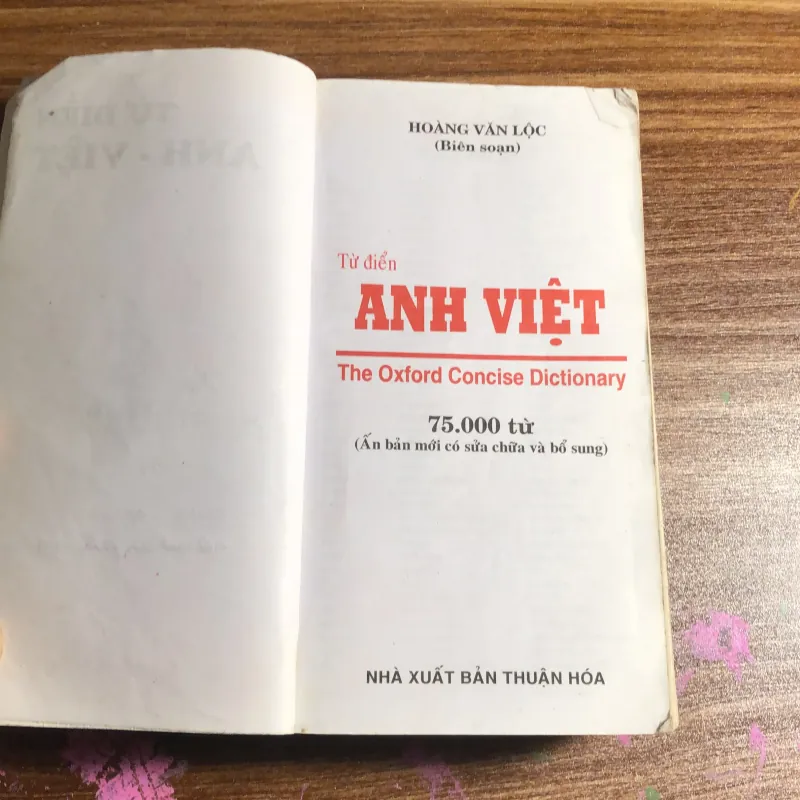 HOÀNG VĂN LỘC
(Biên soạn)
Từ điển
ANH VIỆT
The Oxford Concise Dictionary
75.000 từ
(Ấn bản mới có sửa chữa và bổ sung)
NHÀ XUẤT BẢN THUẬN HÓA